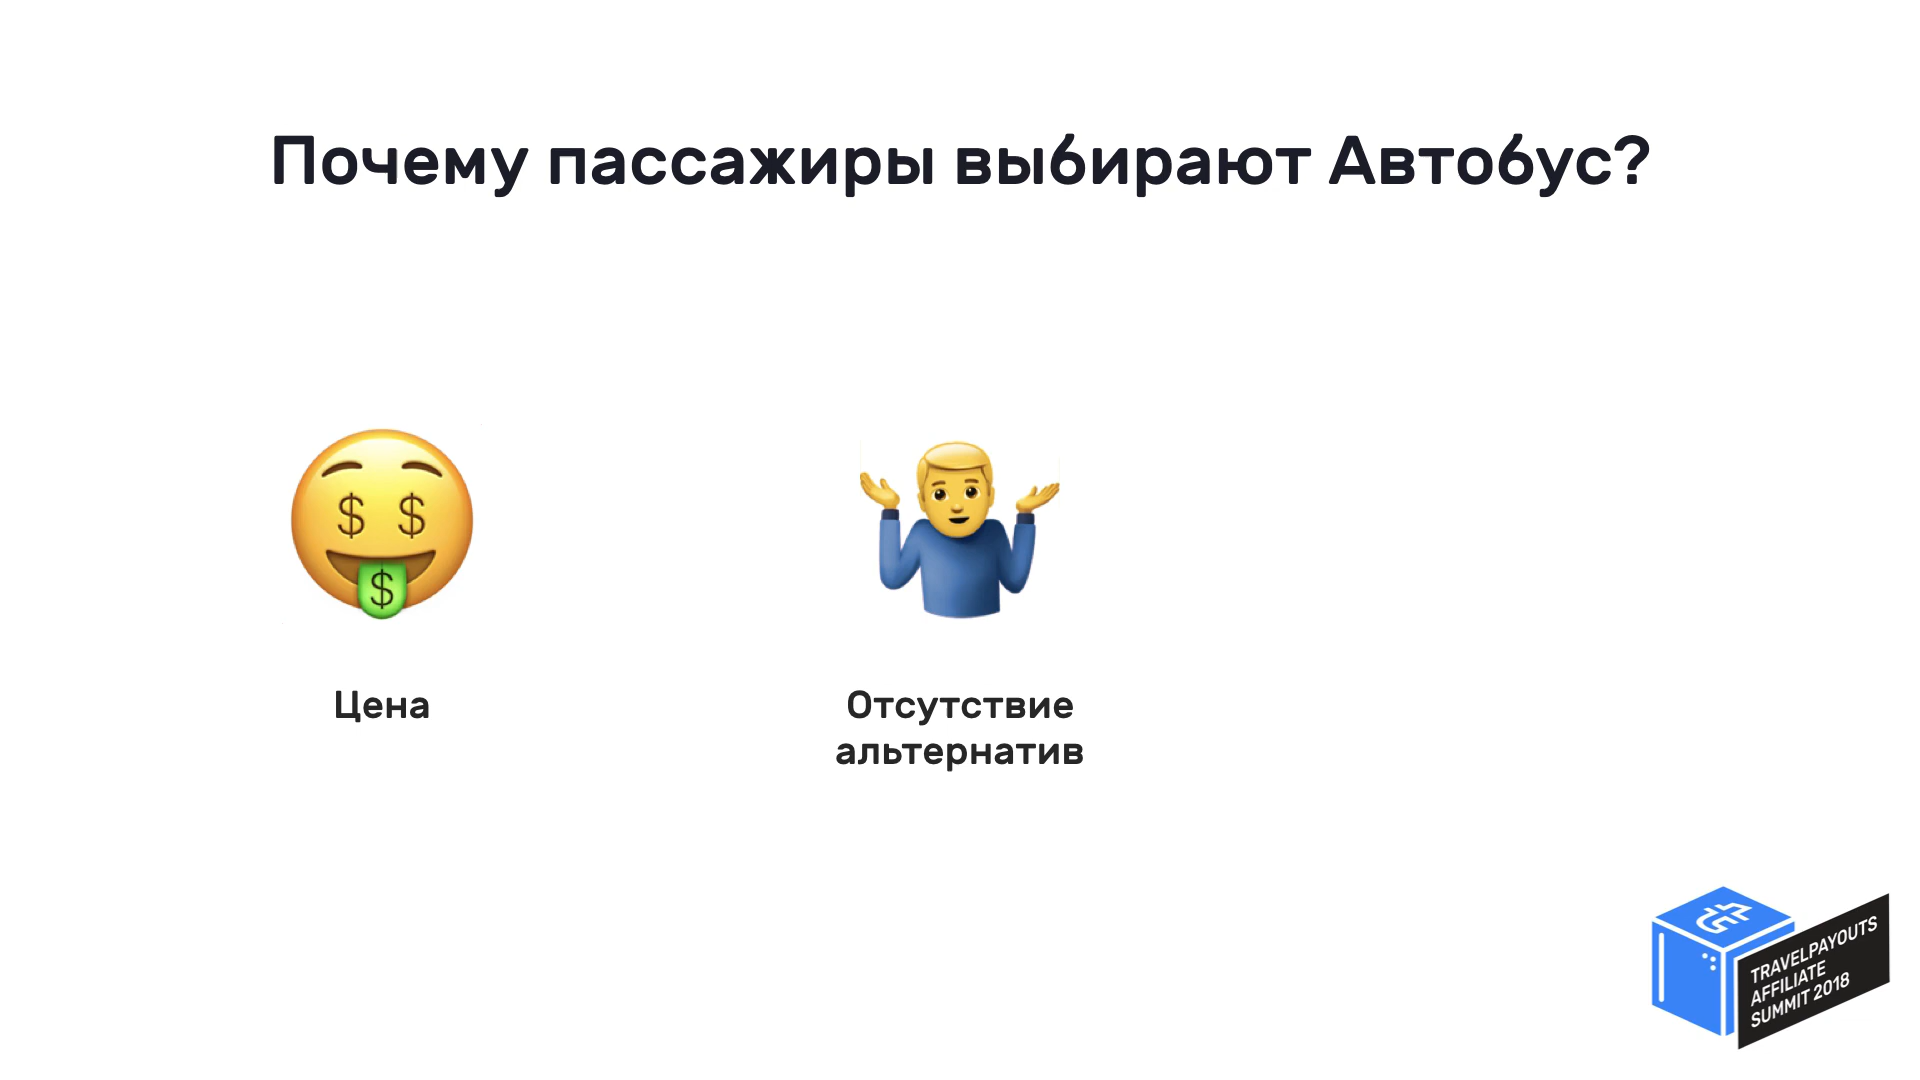 Почему пассажиры выбирают Автобус?
$ $
$
Цена
Отсутствие
альтернатив
TRAVELPAYOUTS
AFFILIATE
SUMMIT 2018